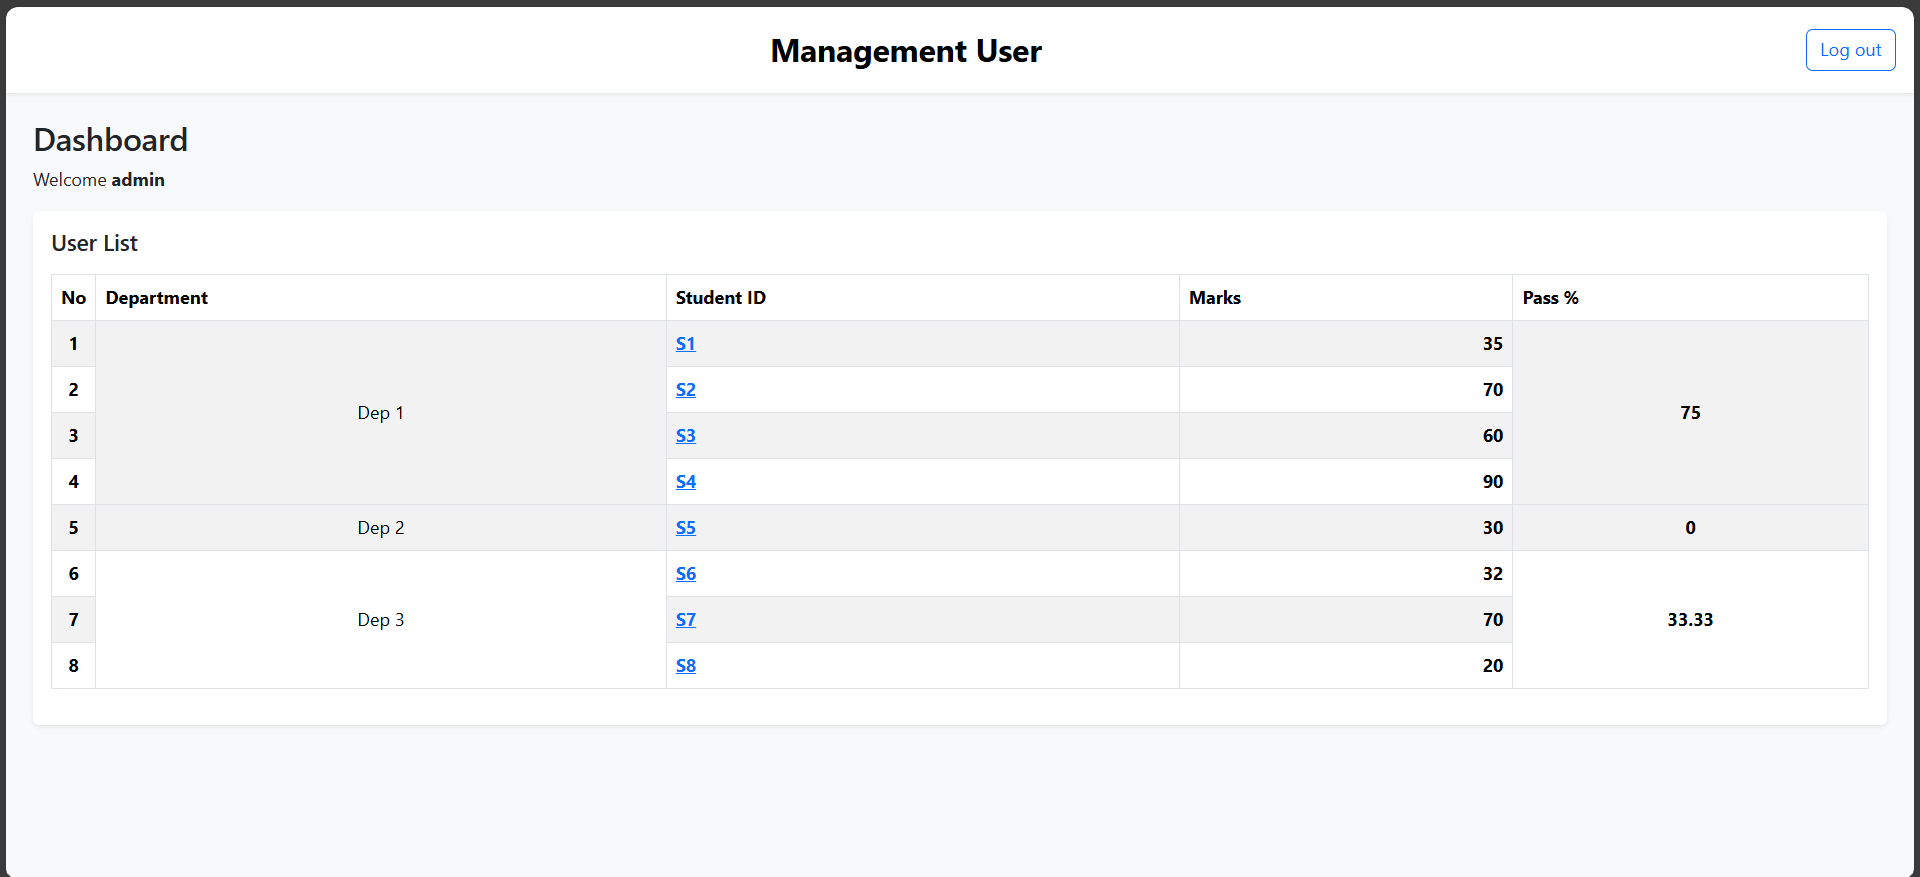 Management User
Log out
Dashboard
Welcome admin
User List
No Department Student ID Marks Pass %
1 Dep 1 S1 35 75
2 S2 70
3 S3 60
4 S4 90
5 Dep 2 S5 30 0
6 Dep 3 S6 32 33.33
7 S7 70
8 S8 20